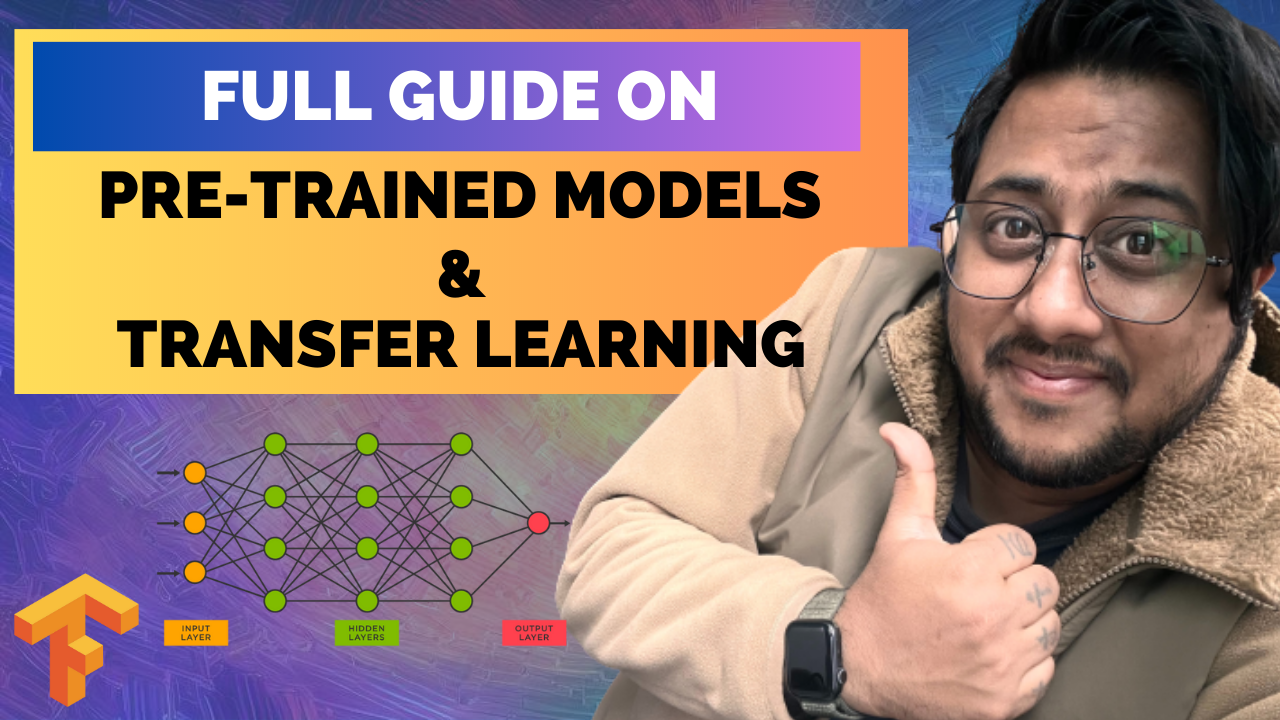 FULL GUIDE ON
PRE-TRAINED MODELS
&
TRANSFER LEARNING
INPUT
LAYER
HIDDEN
LAYERS
OUTPUT
LAYER